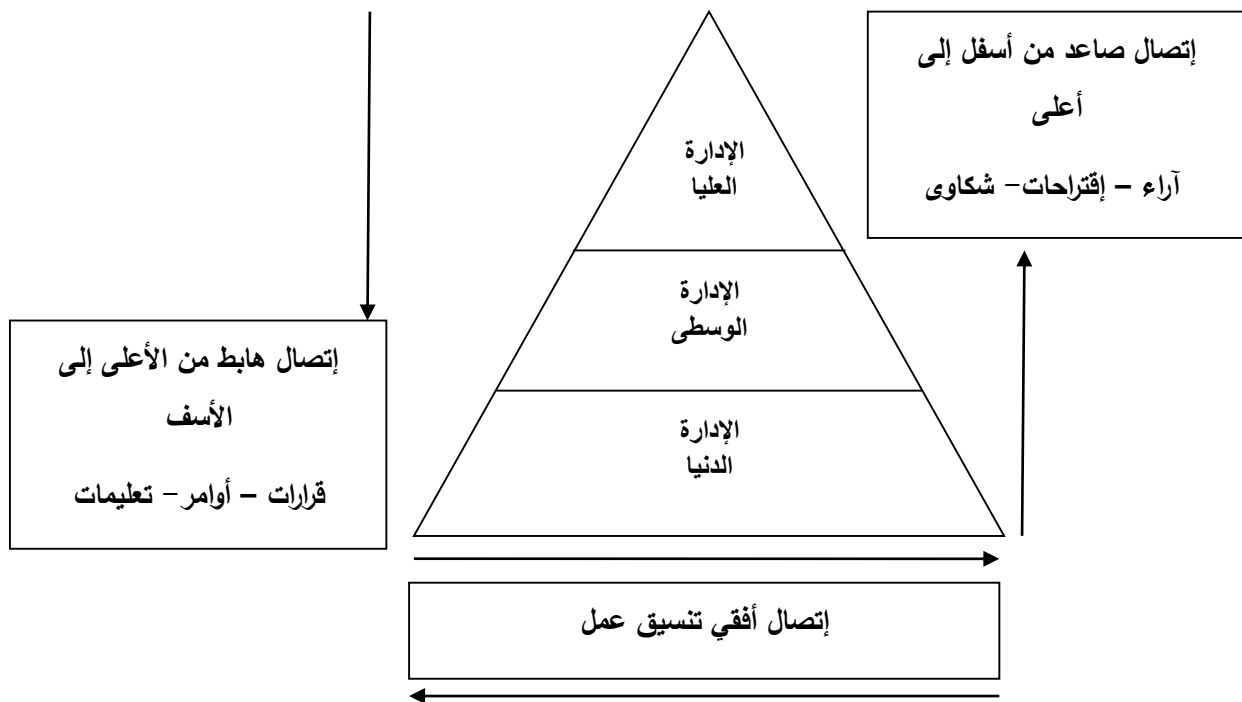 إتصال صاعد من أسفل إلى
أعلى
آراء – إقتراحات – شكاوى
الإدارة
العليا
الإدارة
الوسطى
الإدارة
الدنيا
إتصال هابط من الأعلى إلى
الأسف
قرارات – أوامر – تعليمات
إتصال أفقي تنسيق عمل